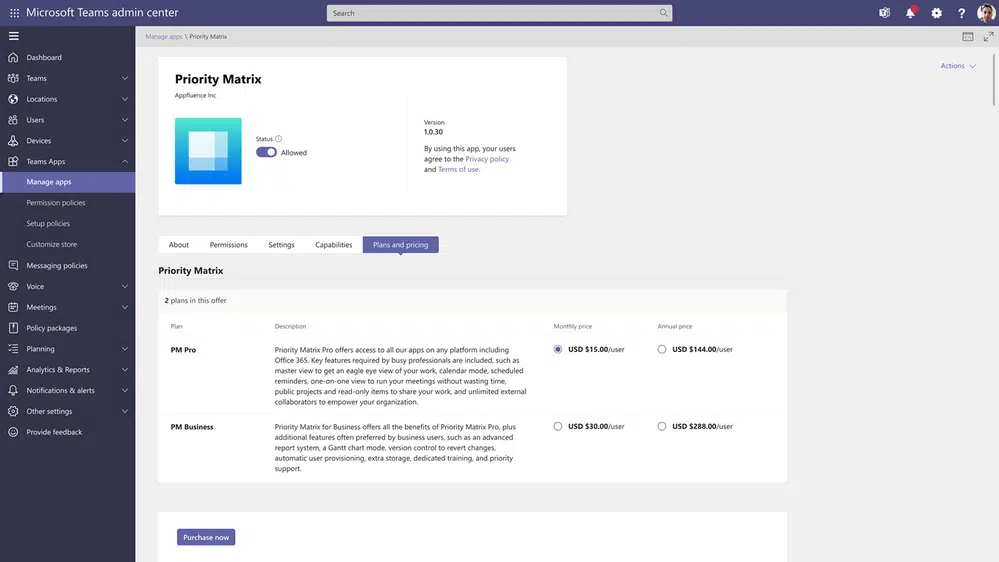 Microsoft Teams admin center
Search
Manage apps \ Priority Matrix
Dashboard
Teams
Locations
Users
Devices
Teams Apps
Manage apps
Permission policies
Setup policies
Customize store
Messaging policies
Voice
Meetings
Policy packages
Planning
Analytics & Reports
Notifications & alerts
Other settings
Provide feedback
Actions
Priority Matrix
Appfluence Inc
Status
Allowed
Version
1.0.30
By using this app, your users
agree to the Privacy policy
and Terms of use.
About Permissions Settings Capabilities Plans and pricing
Priority Matrix
2 plans in this offer
Plan Description Monthly price Annual price
PM Pro
Priority Matrix Pro offers access to all our apps on any platform including
Office 365. Key features required by busy professionals are included, such as
master view to get an eagle eye view of your work, calendar mode, scheduled
reminders, one-on-one view to run your meetings without wasting time,
public projects and read-only items to share your work, and unlimited external
collaborators to empower your organization.
USD $15.00/user
USD $144.00/user
PM Business
Priority Matrix for Business offers all the benefits of Priority Matrix Pro, plus
additional features often preferred by business users, such as an advanced
report system, a Gantt chart mode, version control to revert changes,
automatic user provisioning, extra storage, dedicated training, and priority
support.
USD $30.00/user
USD $288.00/user
Purchase now